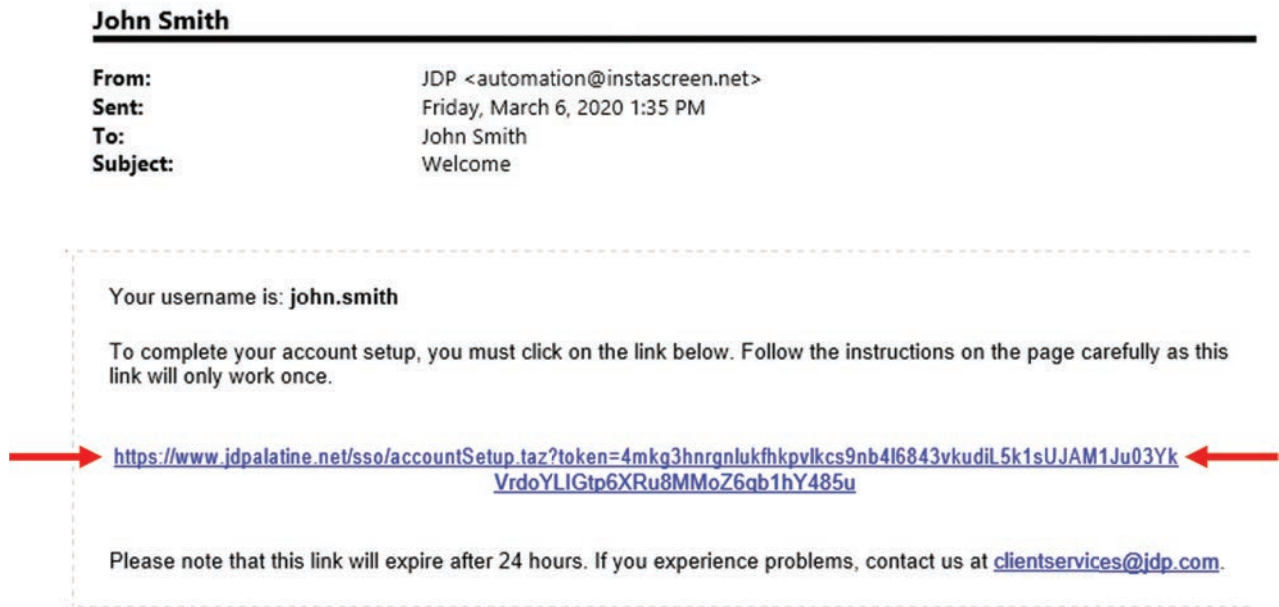 John Smith
From: JDP <automation@instascreen.net>
Sent: Friday, March 6, 2020 1:35 PM
To: John Smith
Subject: Welcome
Your username is: john.smith
To complete your account setup, you must click on the link below. Follow the instructions on the page carefully as this
link will only work once.
https://www.jdpalatine.net/sso/accountSetup.taz?token=4mkg3hnrgnlukfhkpvlkcs9nb4l6843vkudiL5k1sUJAM1Ju03Yk
VrdoYLIGtp6XRu8MMoZ6qb1hY485u
Please note that this link will expire after 24 hours. If you experience problems, contact us at clientservices@jdp.com.